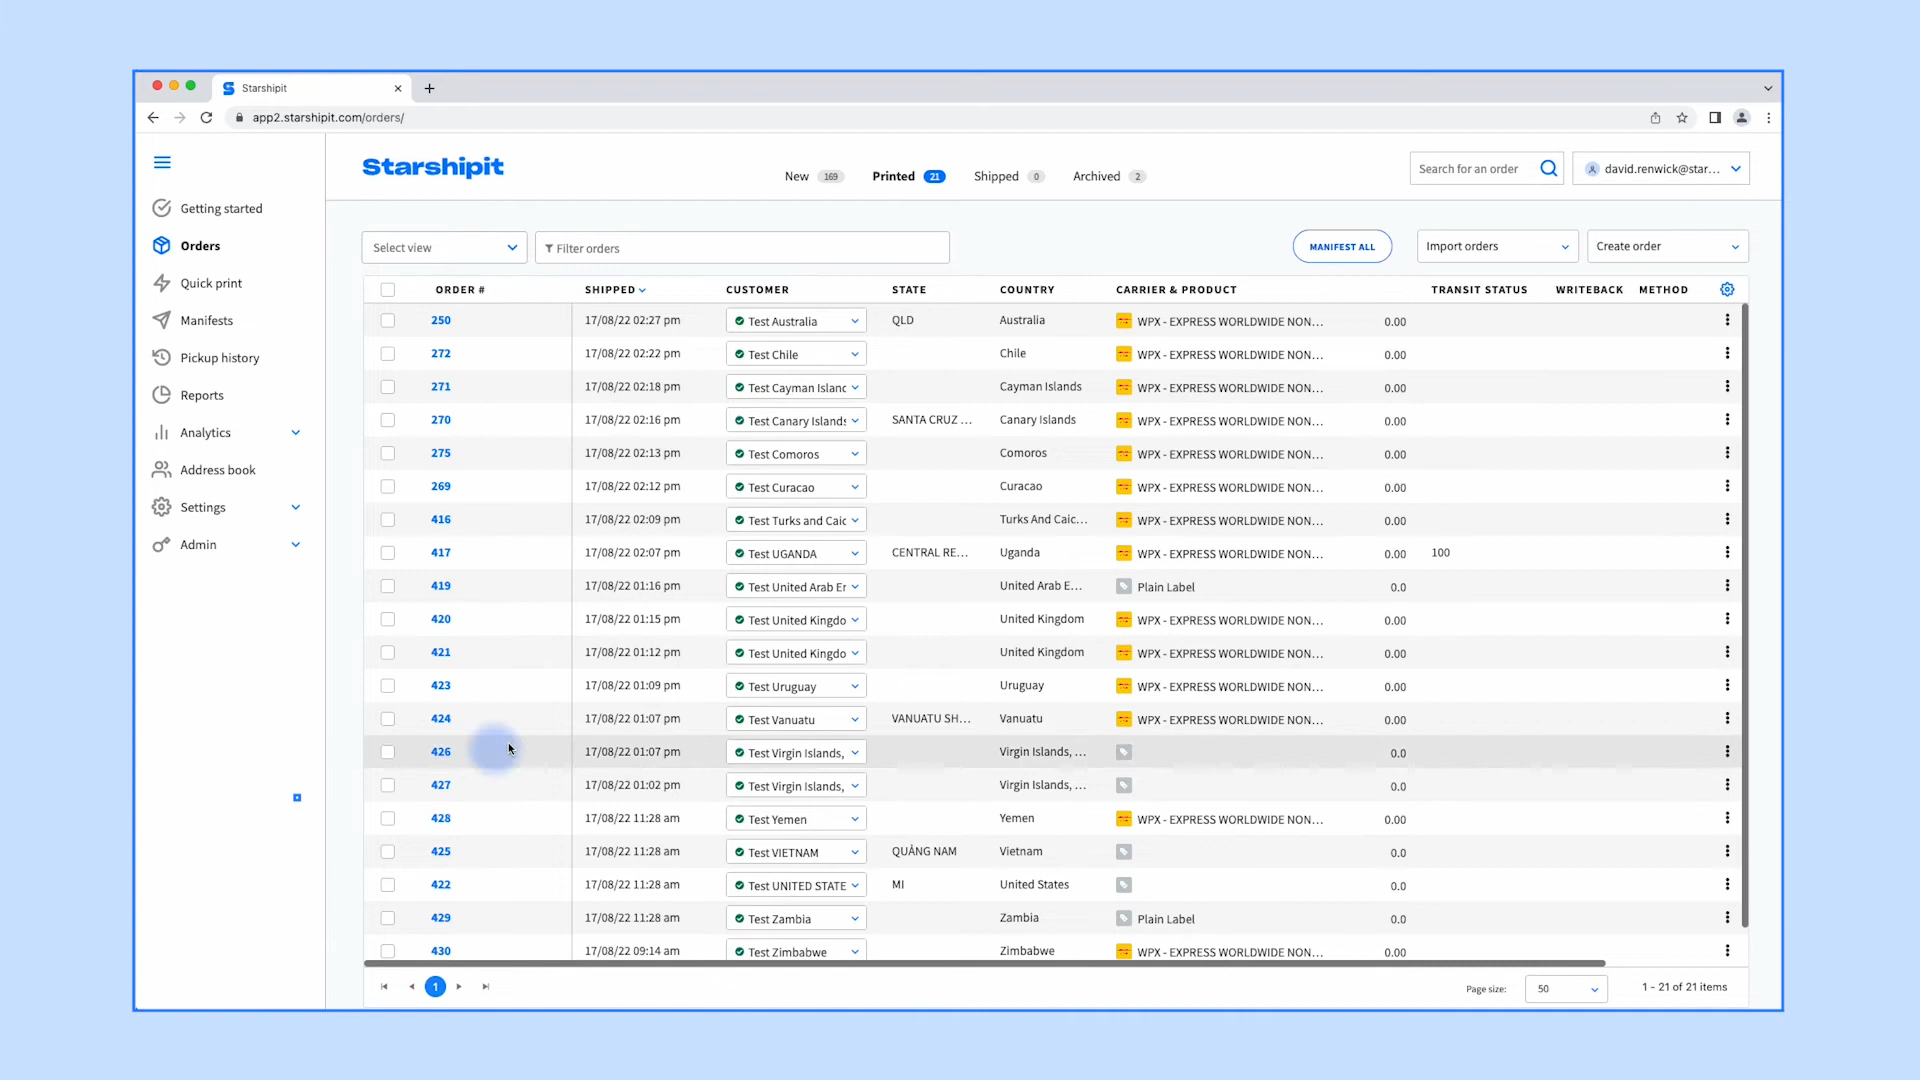 Starshipit
app2.starshipit.com/orders/
Starshipit
New 169 Printed 21 Shipped 0 Archived 2
Search for an order
david.renwick@star...
Getting started
Orders
Quick print
Manifests
Pickup history
Reports
Analytics
Address book
Settings
Admin
Select view
Filter orders
MANIFEST ALL
Import orders
Create order
ORDER # SHIPPED CUSTOMER STATE COUNTRY CARRIER & PRODUCT TRANSIT STATUS WRITEBACK METHOD
250 17/08/22 02:27 pm Test Australia QLD Australia WPX - EXPRESS WORLDWIDE NON... 0.00
272 17/08/22 02:22 pm Test Chile Chile WPX - EXPRESS WORLDWIDE NON... 0.00
271 17/08/22 02:18 pm Test Cayman Islanc Cayman Islands WPX - EXPRESS WORLDWIDE NON... 0.00
270 17/08/22 02:16 pm Test Canary Islands SANTA CRUZ ... Canary Islands WPX - EXPRESS WORLDWIDE NON... 0.00
275 17/08/22 02:13 pm Test Comoros Comoros WPX - EXPRESS WORLDWIDE NON... 0.00
269 17/08/22 02:12 pm Test Curacao Curacao WPX - EXPRESS WORLDWIDE NON... 0.00
416 17/08/22 02:09 pm Test Turks and Caic Turks And Caic... WPX - EXPRESS WORLDWIDE NON... 0.00
417 17/08/22 02:07 pm Test UGANDA CENTRAL RE... Uganda WPX - EXPRESS WORLDWIDE NON... 0.00 100
419 17/08/22 01:16 pm Test United Arab Er United Arab E... Plain Label 0.0
420 17/08/22 01:15 pm Test United Kingdo United Kingdom WPX - EXPRESS WORLDWIDE NON... 0.00
421 17/08/22 01:12 pm Test United Kingdo United Kingdom WPX - EXPRESS WORLDWIDE NON... 0.00
423 17/08/22 01:09 pm Test Uruguay Uruguay WPX - EXPRESS WORLDWIDE NON... 0.00
424 17/08/22 01:07 pm Test Vanuatu VANUATU SH... Vanuatu WPX - EXPRESS WORLDWIDE NON... 0.00
426 17/08/22 01:07 pm Test Virgin Islands, Virgin Islands, ... 0.0
427 17/08/22 01:02 pm Test Virgin Islands, Virgin Islands, ... 0.0
428 17/08/22 11:28 am Test Yemen Yemen WPX - EXPRESS WORLDWIDE NON... 0.00
425 17/08/22 11:28 am Test VIETNAM QUẢNG NAM Vietnam 0.0
422 17/08/22 11:28 am Test UNITED STATE MI United States 0.0
429 17/08/22 11:28 am Test Zambia Zambia Plain Label 0.0
430 17/08/22 09:14 am Test Zimbabwe Zimbabwe WPX - EXPRESS WORLDWIDE NON... 0.00
1
Page size: 50 1 - 21 of 21 items